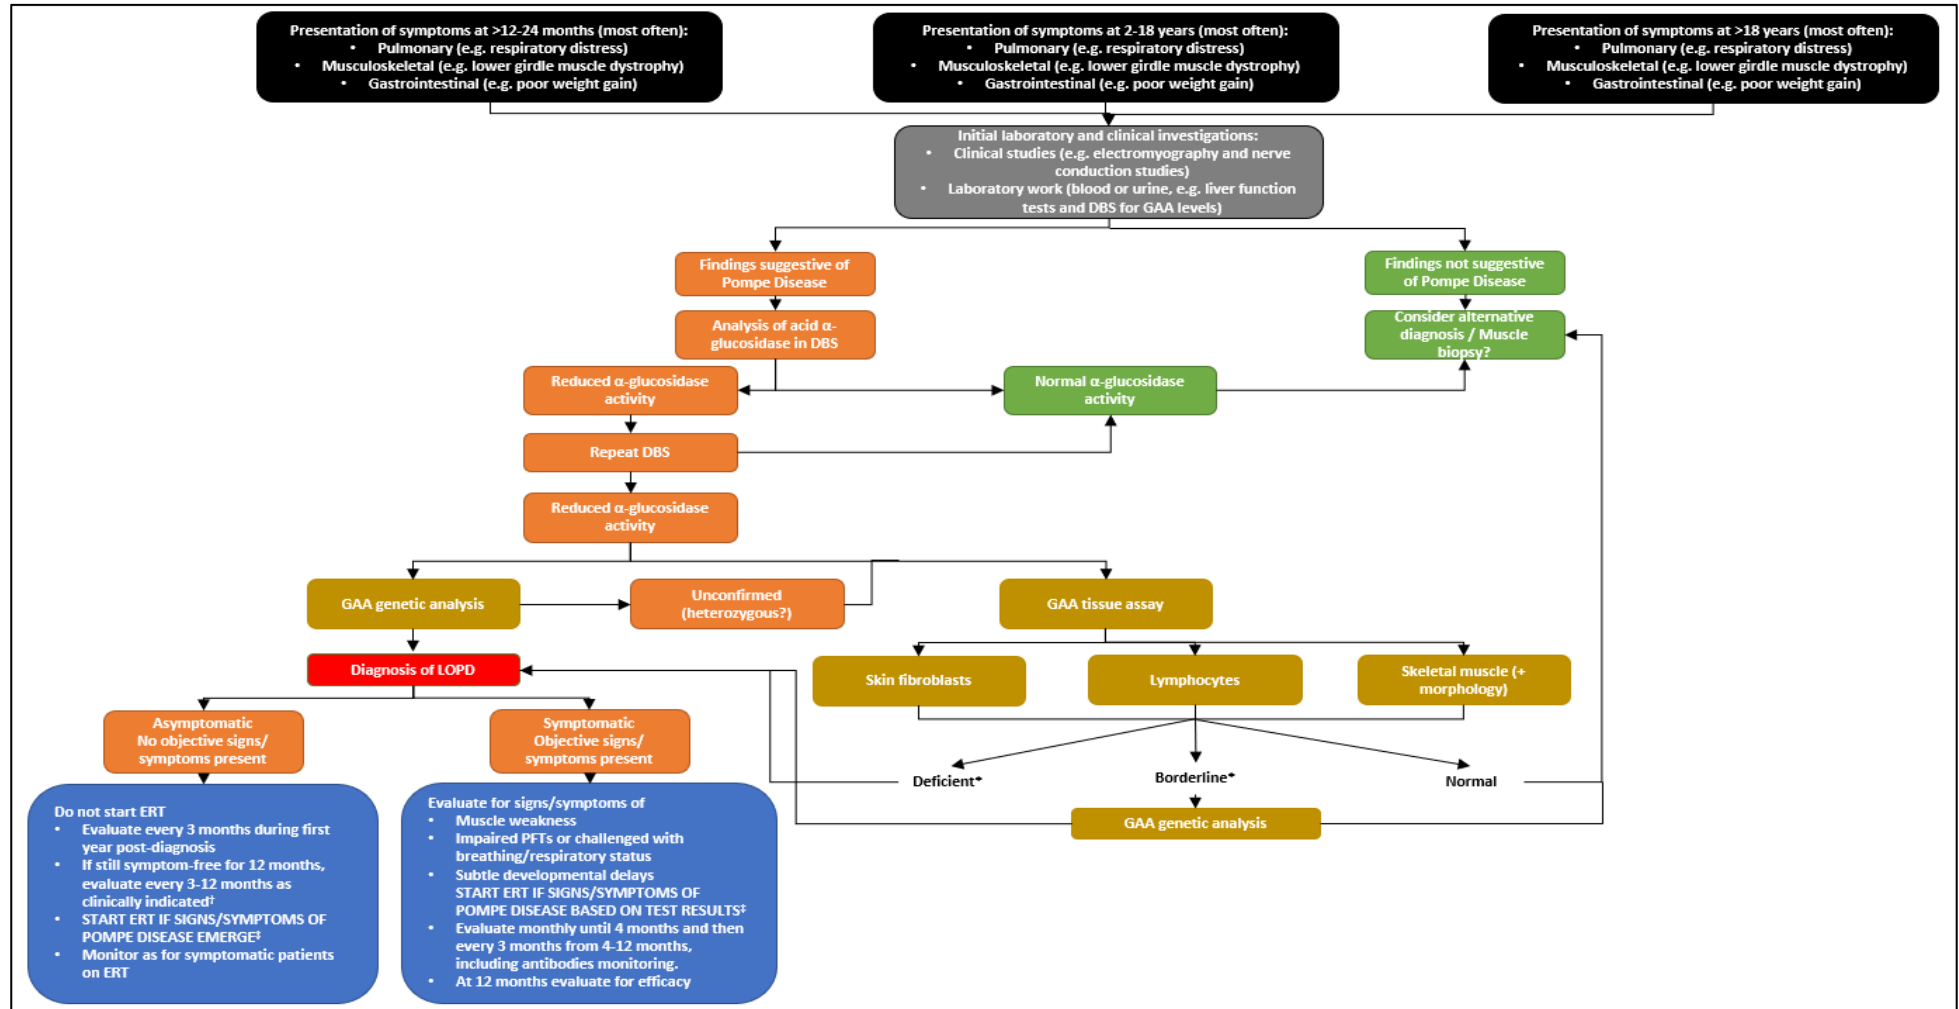 Presentation of symptoms at >12-24 months (most often):
• Pulmonary (e.g. respiratory distress)
• Musculoskeletal (e.g. lower girdle muscle dystrophy)
• Gastrointestinal (e.g. poor weight gain)
Presentation of symptoms at 2-18 years (most often):
• Pulmonary (e.g. respiratory distress)
• Musculoskeletal (e.g. lower girdle muscle dystrophy)
• Gastrointestinal (e.g. poor weight gain)
Presentation of symptoms at >18 years (most often):
• Pulmonary (e.g. respiratory distress)
• Musculoskeletal (e.g. lower girdle muscle dystrophy)
• Gastrointestinal (e.g. poor weight gain)
Initial laboratory and clinical investigations:
• Clinical studies (e.g. electromyography and nerve
conduction studies)
• Laboratory work (blood or urine, e.g. liver function
tests and DBS for GAA levels)
Findings suggestive of
Pompe Disease
Findings not suggestive
of Pompe Disease
Analysis of acid α-
glucosidase in DBS
Consider alternative
diagnosis / Muscle
biopsy?
Reduced α-glucosidase
activity
Normal α-glucosidase
activity
Repeat DBS
Reduced α-glucosidase
activity
GAA genetic analysis
Unconfirmed
(heterozygous?)
GAA tissue assay
Diagnosis of LOPD
Skin fibroblasts
Lymphocytes
Skeletal muscle (+
morphology)
Asymptomatic
No objective signs/
symptoms present
Symptomatic
Objective signs/
symptoms present
Deficient*
Borderline*
Normal
GAA genetic analysis
Do not start ERT
• Evaluate every 3 months during first
year post-diagnosis
• If still symptom-free for 12 months,
evaluate every 3-12 months as
clinically indicated†
• START ERT IF SIGNS/SYMPTOMS OF
POMPE DISEASE EMERGE‡
• Monitor as for symptomatic patients
on ERT
Evaluate for signs/symptoms of
• Muscle weakness
• Impaired PFTs or challenged with
breathing/respiratory status
• Subtle developmental delays
START ERT IF SIGNS/SYMPTOMS OF
POMPE DISEASE BASED ON TEST RESULTS‡
• Evaluate monthly until 4 months and then
every 3 months from 4-12 months,
including antibodies monitoring.
• At 12 months evaluate for efficacy